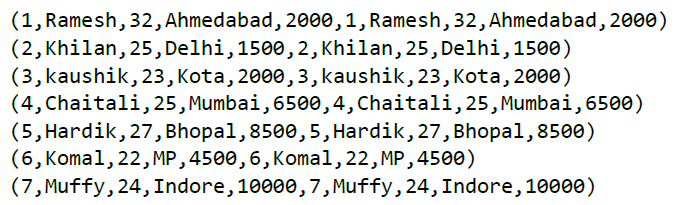 (1,Ramesh,32,Ahmedabad,2000,1,Ramesh,32,Ahmedabad,2000)
(2,Khilan,25,Delhi,1500,2,Khilan,25,Delhi,1500)
(3,kaushik,23,Kota,2000,3,kaushik,23,Kota,2000)
(4,Chaitali,25,Mumbai,6500,4,Chaitali,25,Mumbai,6500)
(5,Hardik,27,Bhopal,8500,5,Hardik,27,Bhopal,8500)
(6,Komal,22,MP,4500,6,Komal,22,MP,4500)
(7,Muffy,24,Indore,10000,7,Muffy,24,Indore,10000)